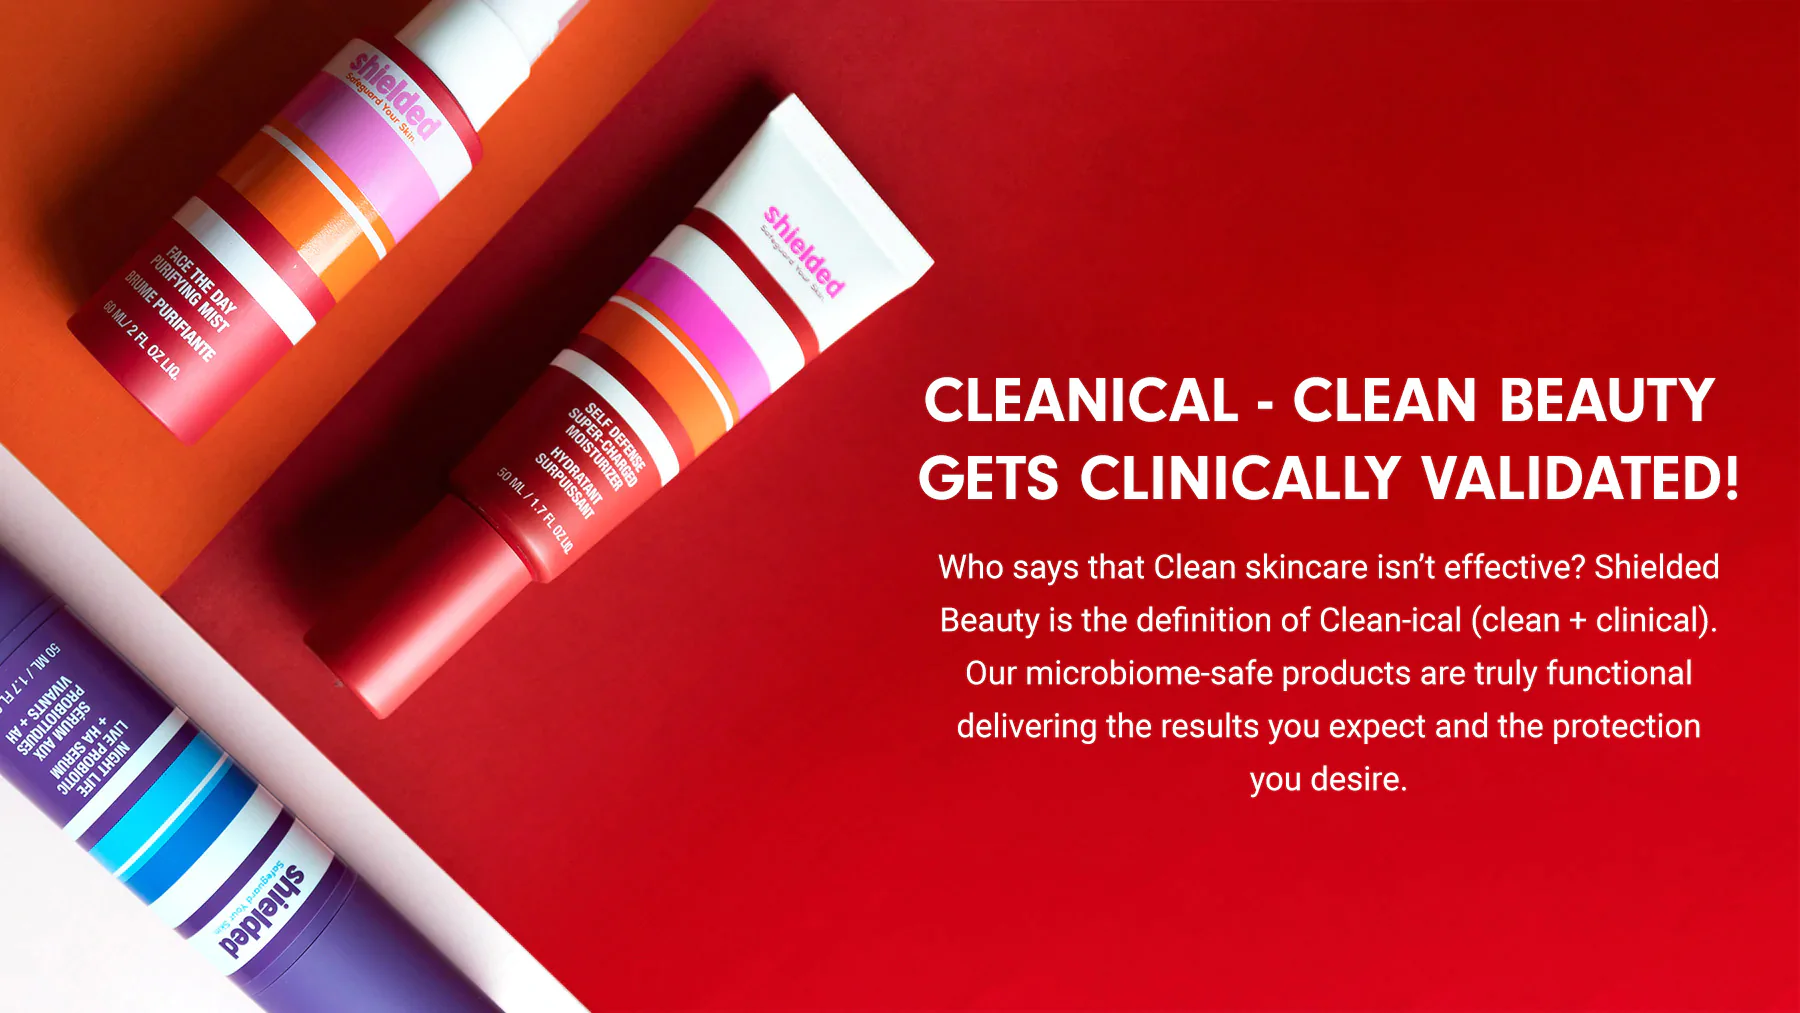 shielded
Safeguard Your Skin.
FACE THE DAY
PURIFYING MIST
BRUME PURIFIANTE
60 ML/ 2 FL OZ LIQ.
shielded
Safeguard Your Skin.
SELF DEFENSE
SUPER-CHARGED
MOISTURIZER
HYDRATANT
SURPUISSANT
50 ML / 1.7 FL OZ LIQ.
CLEANICAL - CLEAN BEAUTY
GETS CLINICALLY VALIDATED!
Who says that Clean skincare isn’t effective? Shielded
Beauty is the definition of Clean-ical (clean + clinical).
Our microbiome-safe products are truly functional
delivering the results you expect and the protection
you desire.
shielded
Safeguard Your Skin
NIGHT LIFE
LIVE PROBIOTIC
+ HA SERUM
SÉRUM AUX
PROBIOTIQUES
VIVANTS + AH
50 ML / 1.7 FL